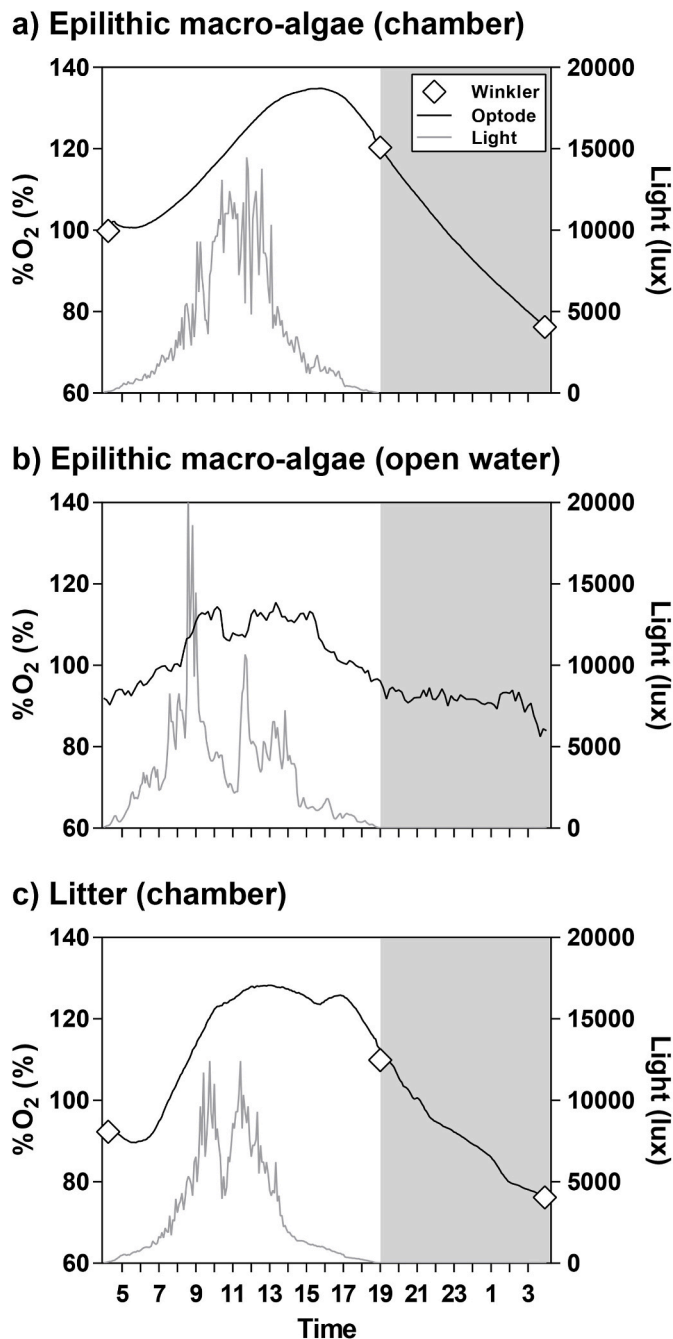 a) Epilithic macro-algae (chamber)
140
120
100
80
60
%O₂ (%)
20000
15000
10000
5000
0
Light (lux)
Winkler
Optode
Light
b) Epilithic macro-algae (open water)
140
120
100
80
60
%O₂ (%)
20000
15000
10000
5000
0
Light (lux)
c) Litter (chamber)
140
120
100
80
60
%O₂ (%)
20000
15000
10000
5000
0
Light (lux)
5 7 9 11 13 15 17 19 21 23 1 3
Time